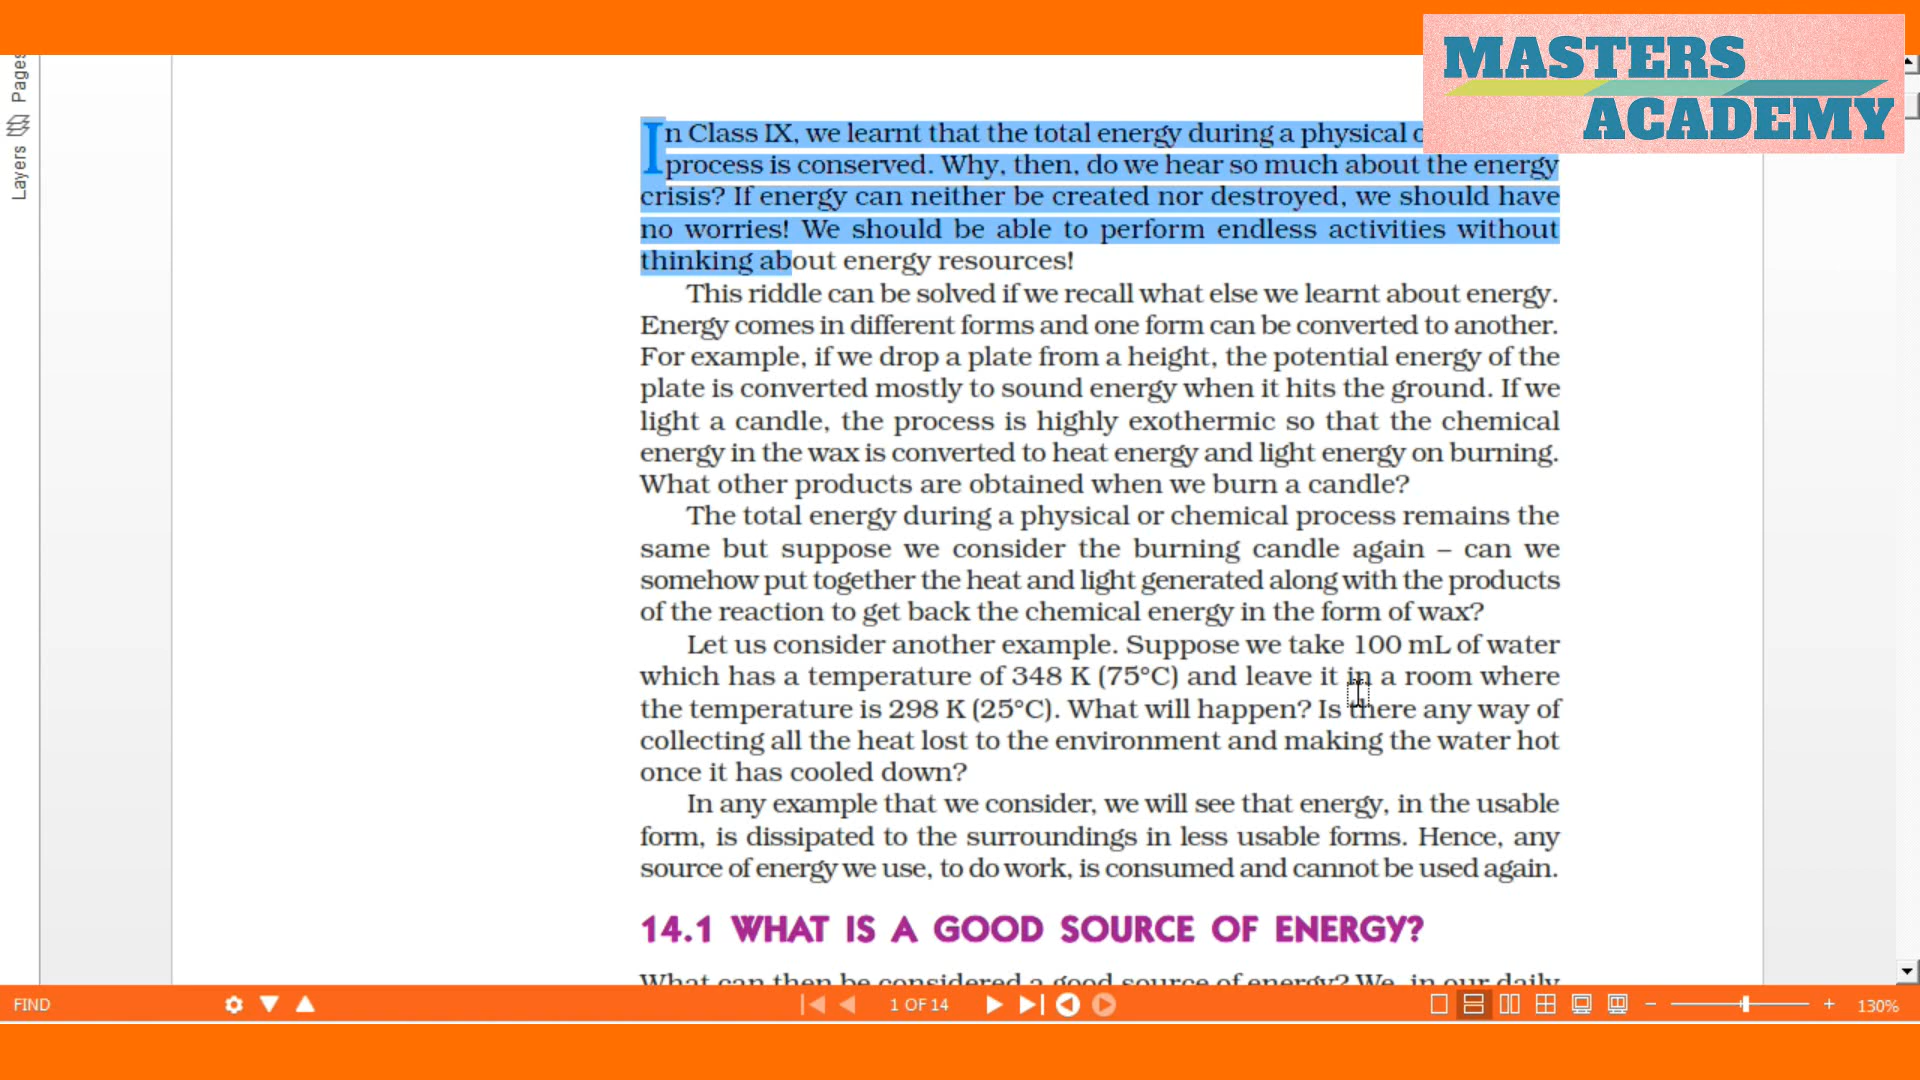 MASTERS
ACADEMY
Pages
Layers
In Class IX, we learnt that the total energy during a physical
process is conserved. Why, then, do we hear so much about the energy
crisis? If energy can neither be created nor destroyed, we should have
no worries! We should be able to perform endless activities without
thinking about energy resources!
This riddle can be solved if we recall what else we learnt about energy.
Energy comes in different forms and one form can be converted to another.
For example, if we drop a plate from a height, the potential energy of the
plate is converted mostly to sound energy when it hits the ground. If we
light a candle, the process is highly exothermic so that the chemical
energy in the wax is converted to heat energy and light energy on burning.
What other products are obtained when we burn a candle?
The total energy during a physical or chemical process remains the
same but suppose we consider the burning candle again – can we
somehow put together the heat and light generated along with the products
of the reaction to get back the chemical energy in the form of wax?
Let us consider another example. Suppose we take 100 mL of water
which has a temperature of 348 K (75°C) and leave it in a room where
the temperature is 298 K (25°C). What will happen? Is there any way of
collecting all the heat lost to the environment and making the water hot
once it has cooled down?
In any example that we consider, we will see that energy, in the usable
form, is dissipated to the surroundings in less usable forms. Hence, any
source of energy we use, to do work, is consumed and cannot be used again.
14.1 WHAT IS A GOOD SOURCE OF ENERGY?
What can then be considered a good source of energy? We, in our daily
FIND
1 OF 14
130%